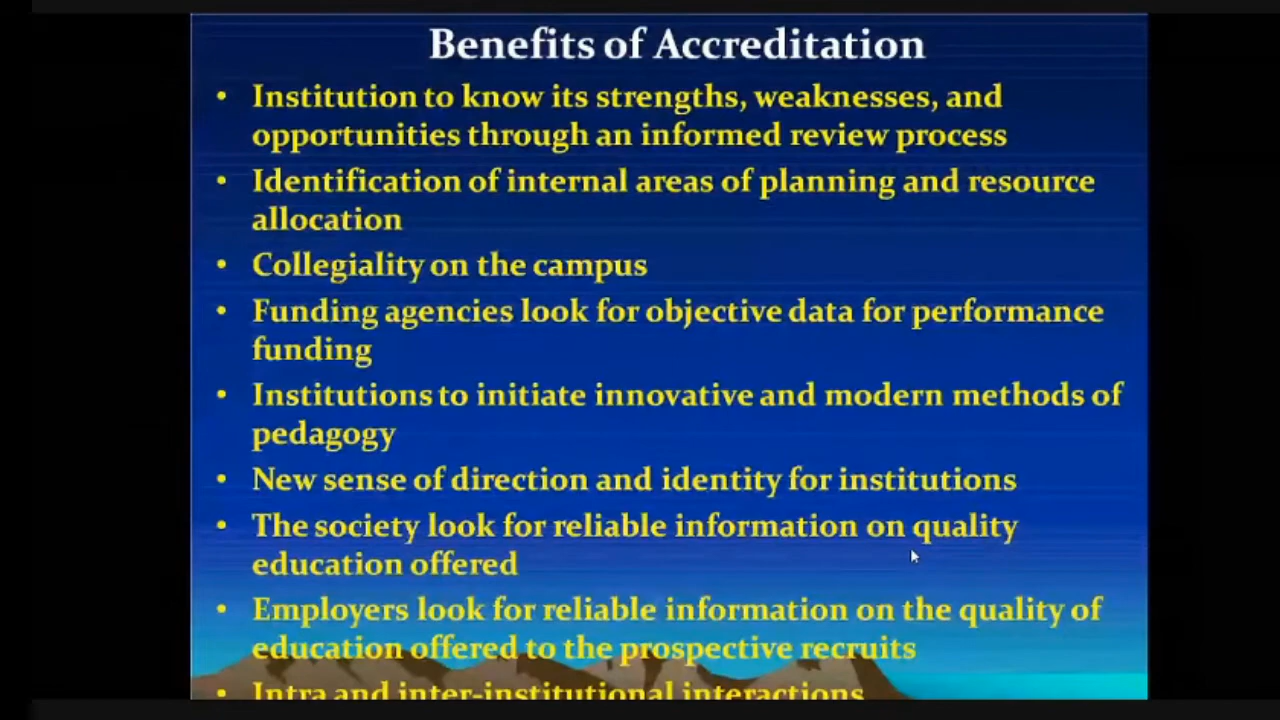 Benefits of Accreditation
• Institution to know its strengths, weaknesses, and
opportunities through an informed review process
• Identification of internal areas of planning and resource
allocation
• Collegiality on the campus
• Funding agencies look for objective data for performance
funding
• Institutions to initiate innovative and modern methods of
pedagogy
• New sense of direction and identity for institutions
• The society look for reliable information on quality
education offered
• Employers look for reliable information on the quality of
education offered to the prospective recruits
• Intra and inter-institutional interactions